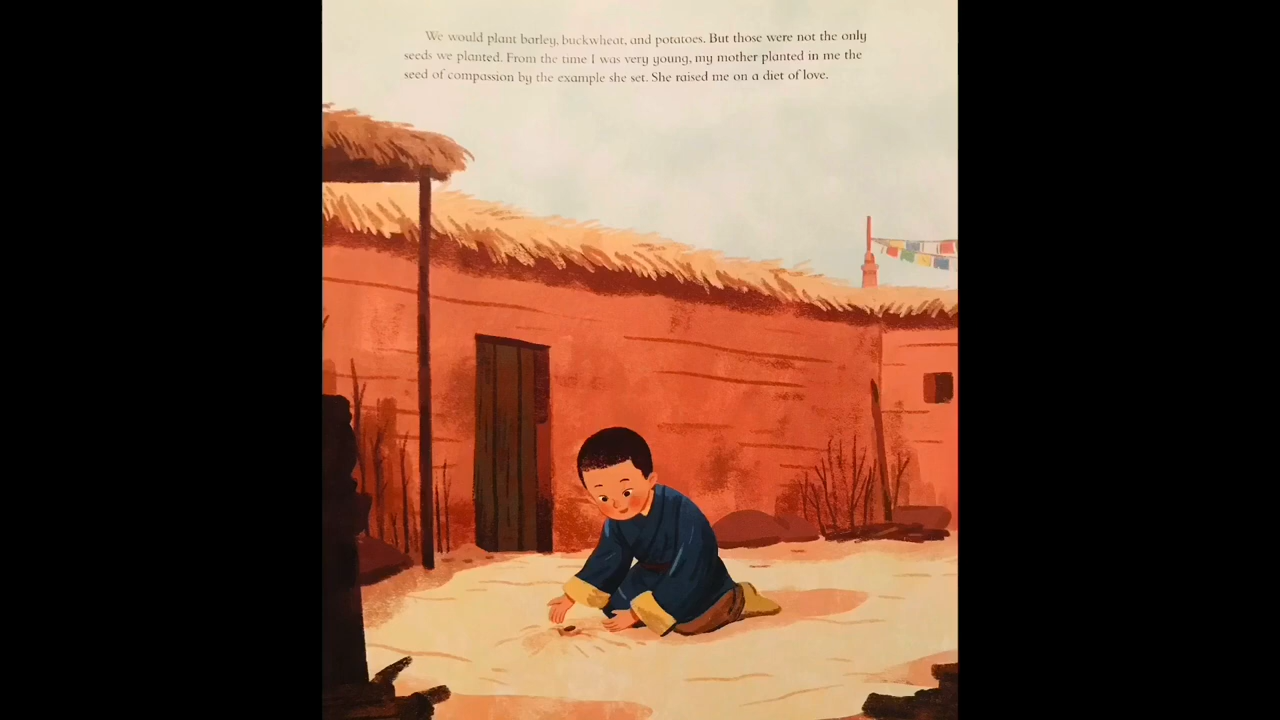 We would plant barley, buckwheat, and potatoes. But those were not the only
seeds we planted. From the time I was very young, my mother planted in me the
seed of compassion by the example she set. She raised me on a diet of love.